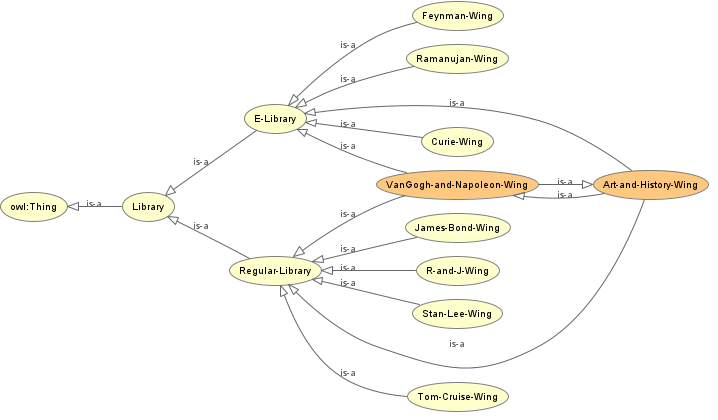 Feynman-Wing
is-a
Ramanujan-Wing
is-a
is-a
E-Library
Curie-Wing
is-a
is-a
VanGogh-and-Napoleon-Wing
is-a
Art-and-History-Wing
is-a
owl:Thing
is-a
Library
is-a
is-a
James-Bond-Wing
is-a
Regular-Library
is-a
R-and-J-Wing
is-a
Stan-Lee-Wing
is-a
is-a
Tom-Cruise-Wing